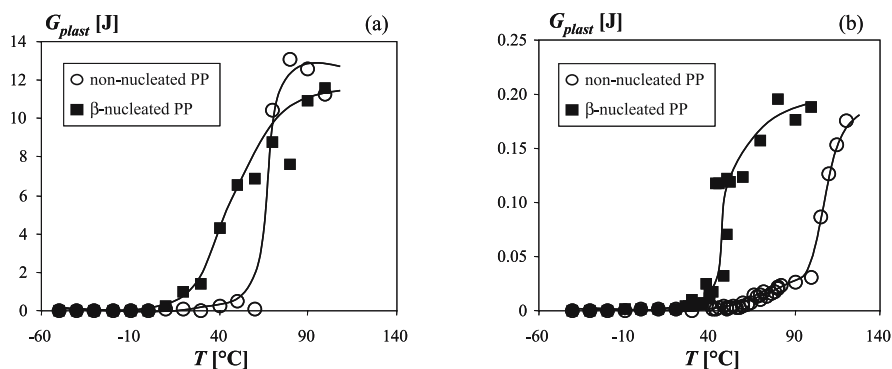 G_plast [J]
(a)
14
12
10
8
6
4
2
0
non-nucleated PP
β-nucleated PP
-60
-10
40
90
140
T [°C]
G_plast [J]
(b)
0.25
0.20
0.15
0.10
0.05
0
non-nucleated PP
β-nucleated PP
-60
-10
40
90
140
T [°C]